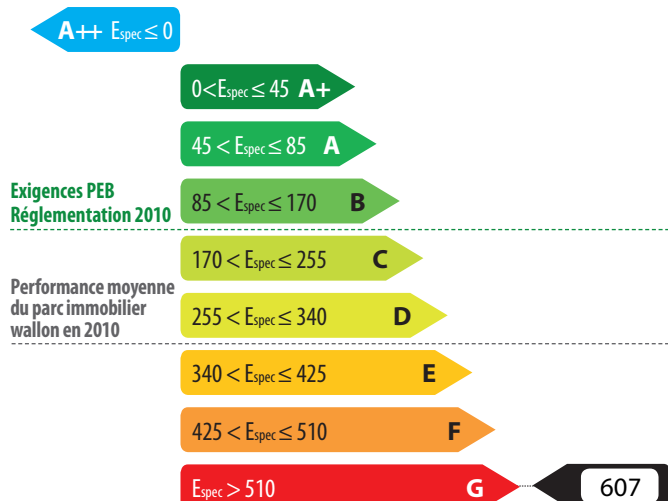 A++ Espec ≤ 0
0 < Espec ≤ 45 A+
45 < Espec ≤ 85 A
Exigences PEB
Réglementation 2010
85 < Espec ≤ 170 B
170 < Espec ≤ 255 C
Performance moyenne
du parc immobilier
wallon en 2010
255 < Espec ≤ 340 D
340 < Espec ≤ 425 E
425 < Espec ≤ 510 F
Espec > 510 G 607